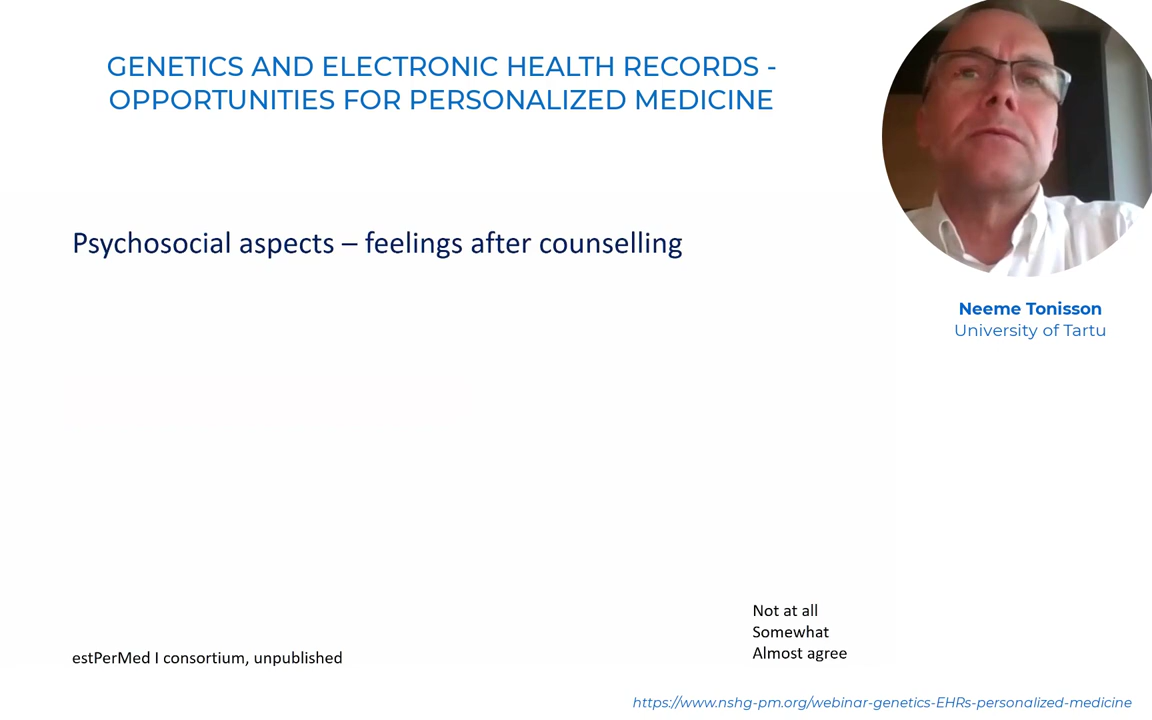 GENETICS AND ELECTRONIC HEALTH RECORDS -
OPPORTUNITIES FOR PERSONALIZED MEDICINE
Psychosocial aspects – feelings after counselling
Neeme Tonisson
University of Tartu
Not at all
Somewhat
Almost agree
estPerMed I consortium, unpublished
https://www.nshg-pm.org/webinar-genetics-EHRs-personalized-medicine